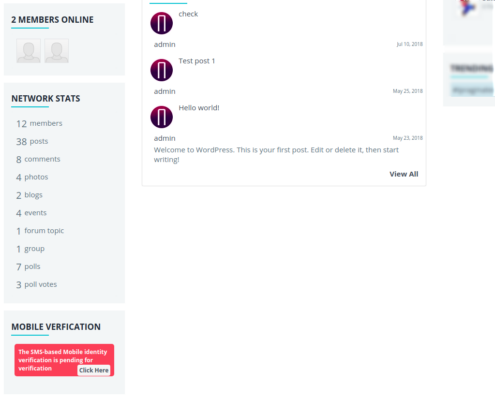 2 MEMBERS ONLINE
NETWORK STATS
12 members
38 posts
8 comments
4 photos
2 blogs
4 events
1 forum topic
1 group
7 polls
3 poll votes
MOBILE VERFICATION
The SMS-based Mobile identity
verification is pending for
verification
Click Here
check
admin
Jul 10, 2018
Test post 1
admin
May 25, 2018
Hello world!
admin
May 23, 2018
Welcome to WordPress. This is your first post. Edit or delete it, then start
writing!
View All
TRENDING